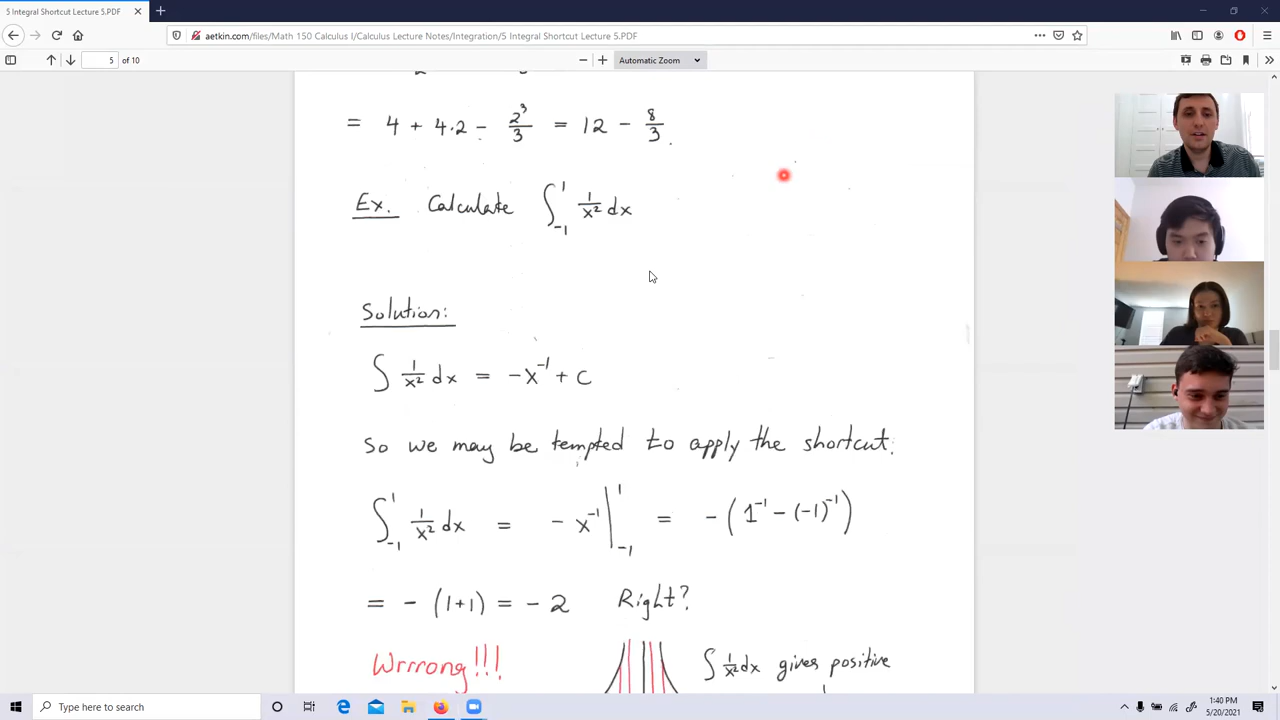 5 Integral Shortcut Lecture 5.PDF
aetkin.com/files/Math 150 Calculus I/Calculus Lecture Notes/Integration/5 Integral Shortcut Lecture 5.PDF
5 of 10
Automatic Zoom
= 4 + 4·2 − 2³/3 = 12 − 8/3.
Ex. Calculate ∫₋₁¹ 1/x² dx
Solution:
∫ 1/x² dx = −x⁻¹ + C
So we may be tempted to apply the shortcut:
∫₋₁¹ 1/x² dx = −x⁻¹ |₋₁¹ = −(1⁻¹ − (−1)⁻¹)
= −(1+1) = −2 Right?
Wrrrong!!!
∫ 1/x² dx gives positive
Type here to search
1:40 PM
5/20/2021